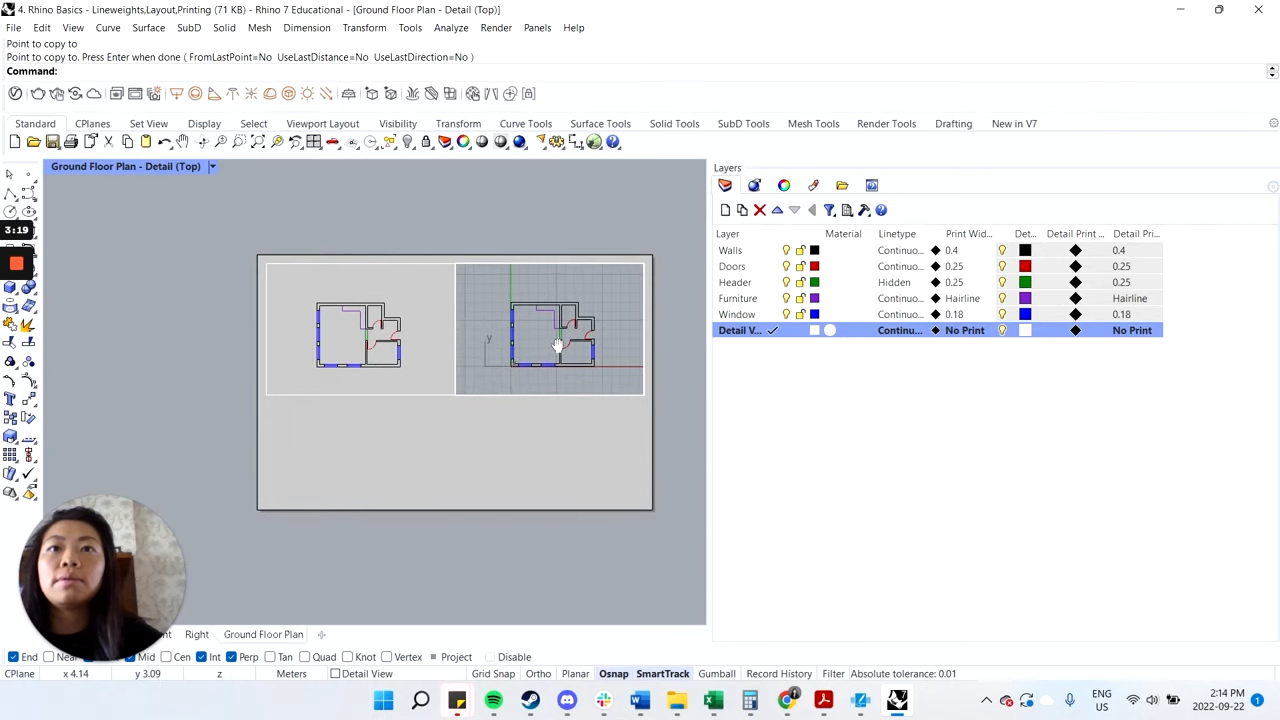 4. Rhino Basics - Lineweights,Layout,Printing (71 KB) - Rhino 7 Educational - [Ground Floor Plan - Detail (Top)]
File Edit View Curve Surface SubD Solid Mesh Dimension Transform Tools Analyze Render Panels Help
Point to copy to
Point to copy to. Press Enter when done ( FromLastPoint=No UseLastDistance=No UseLastDirection=No )
Command:
Standard CPlanes Set View Display Select Viewport Layout Visibility Transform Curve Tools Surface Tools Solid Tools SubD Tools Mesh Tools Render Tools Drafting New in V7
Ground Floor Plan - Detail (Top)
Layers
Layer Material Linetype Print Wid... Det... Detail Print ... Detail Pri...
3:19
Walls Continuo... 0.4 0.4
Doors Continuo... 0.25 0.25
Header Hidden 0.25 0.25
Furniture Continuo... Hairline Hairline
Window Continuo... 0.18 0.18
Detail V... Continu... No Print No Print
y
Right Ground Floor Plan
End Near Mid Cen Int Perp Tan Quad Knot Vertex Project Disable
CPlane x 4.14 y 3.09 z Meters Detail View Grid Snap Ortho Planar Osnap SmartTrack Gumball Record History Filter Absolute tolerance: 0.01
ENG
US
2:14 PM
2022-09-22
1